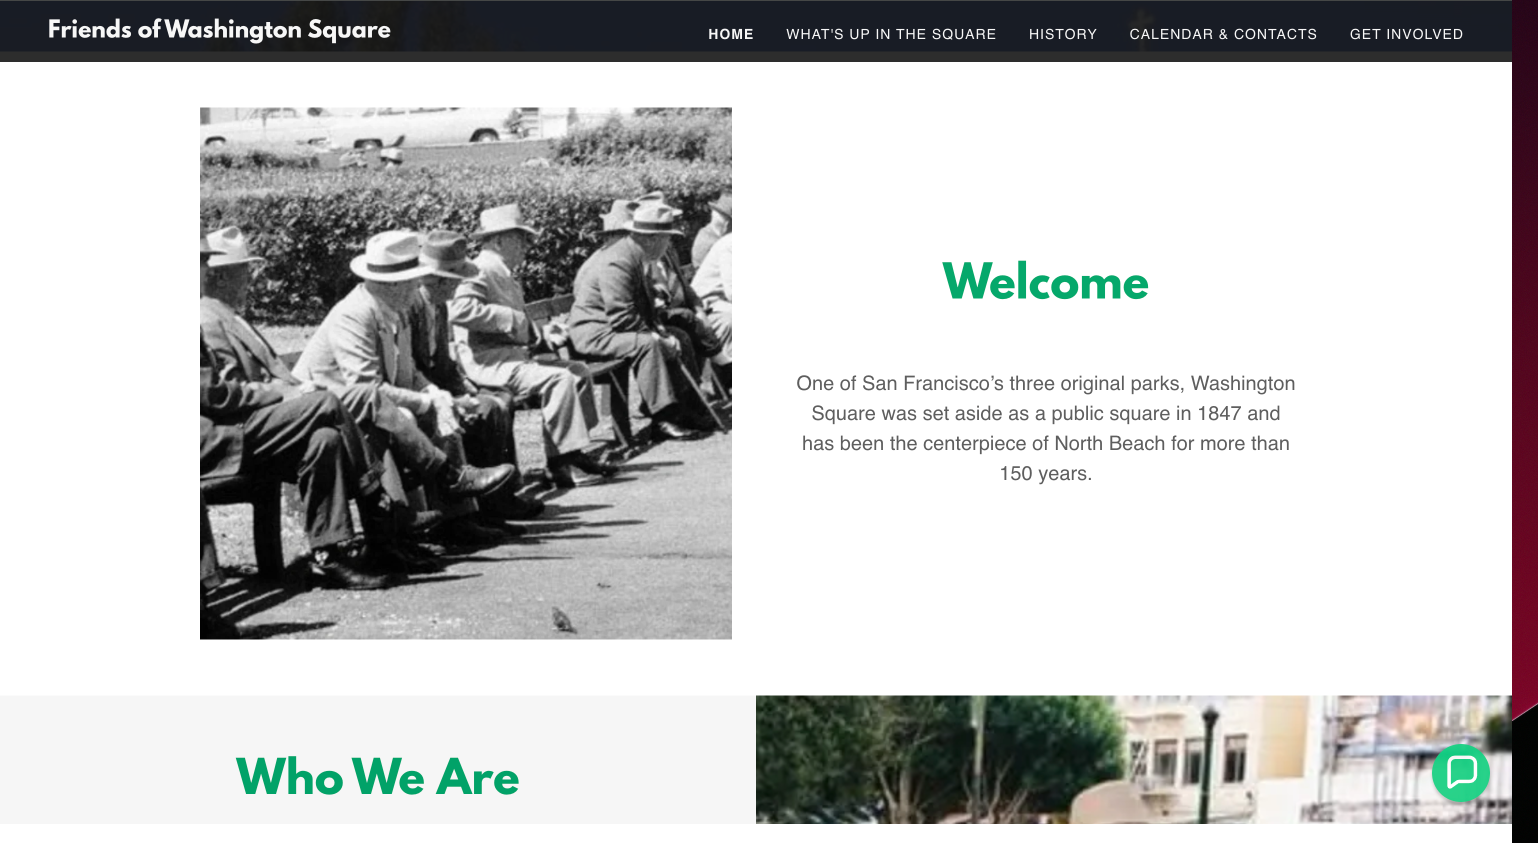 Friends of Washington Square
HOME WHAT'S UP IN THE SQUARE HISTORY CALENDAR & CONTACTS GET INVOLVED
Welcome
One of San Francisco’s three original parks, Washington
Square was set aside as a public square in 1847 and
has been the centerpiece of North Beach for more than
150 years.
Who We Are